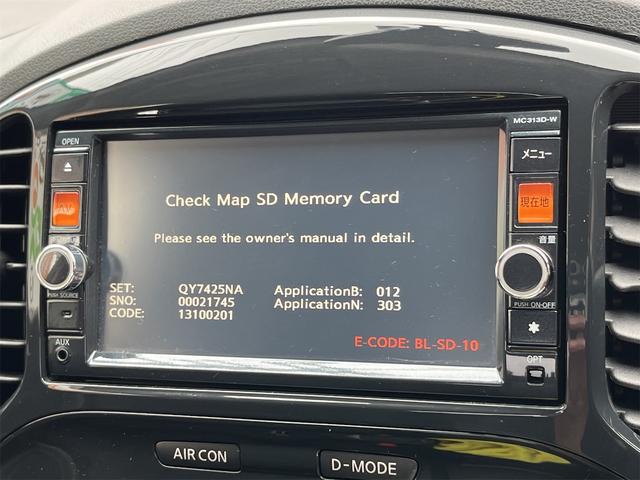 OPEN
MC313D-W
メニュー
現在地
音量
PUSH SOURCE
PUSH ON-OFF
AUX
OPT
Check Map SD Memory Card
Please see the owner's manual in detail.
SET: QY7425NA ApplicationB: 012
SNO: 00021745 ApplicationN: 303
CODE: 13100201
E-CODE: BL-SD-10
AIR CON
D-MODE